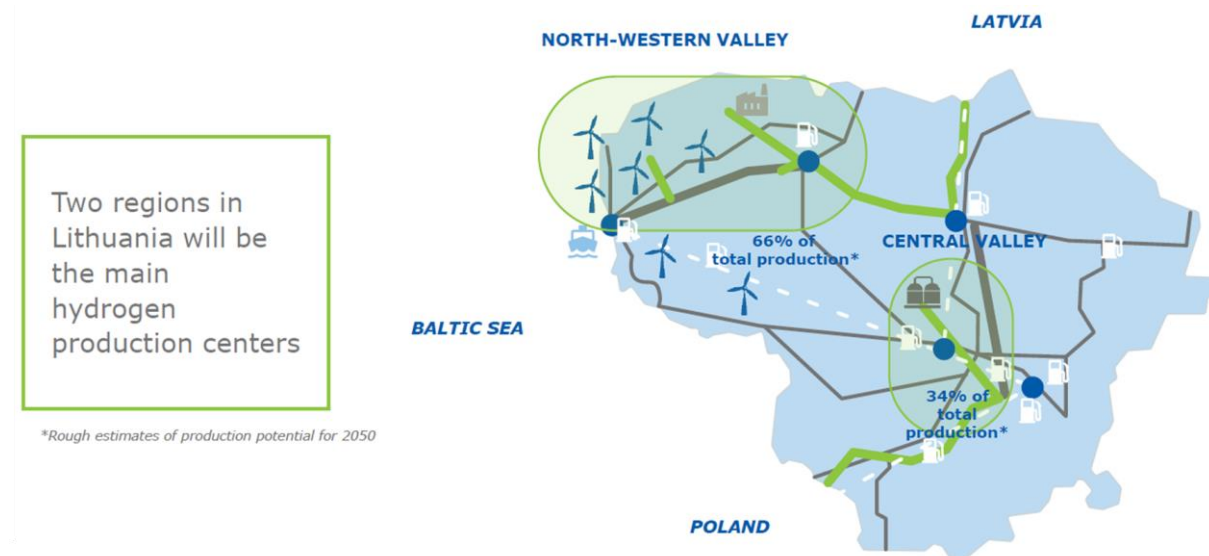 LATVIA
NORTH-WESTERN VALLEY
Two regions in
Lithuania will be
the main
hydrogen
production centers
66% of
total production*
CENTRAL VALLEY
BALTIC SEA
34% of
total
production*
*Rough estimates of production potential for 2050
POLAND